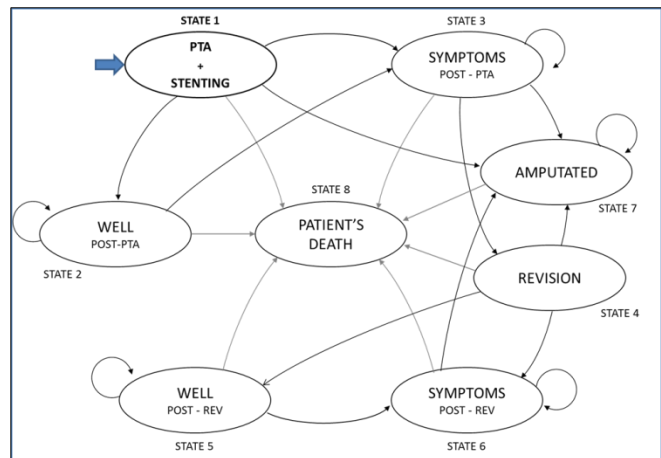 STATE 1
PTA
+
STENTING
STATE 3
SYMPTOMS
POST - PTA
AMPUTATED
STATE 7
STATE 8
PATIENT'S
DEATH
WELL
POST-PTA
STATE 2
REVISION
STATE 4
WELL
POST - REV
STATE 5
SYMPTOMS
POST - REV
STATE 6